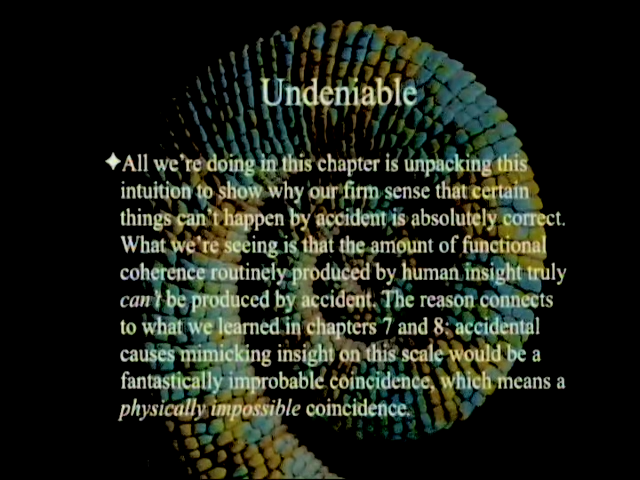 Undeniable
✦All we're doing in this chapter is unpacking this
intuition to show why our firm sense that certain
things can't happen by accident is absolutely correct.
What we're seeing is that the amount of functional
coherence routinely produced by human insight truly
can't be produced by accident. The reason connects
to what we learned in chapters 7 and 8: accidental
causes mimicking insight on this scale would be a
fantastically improbable coincidence, which means a
physically impossible coincidence.